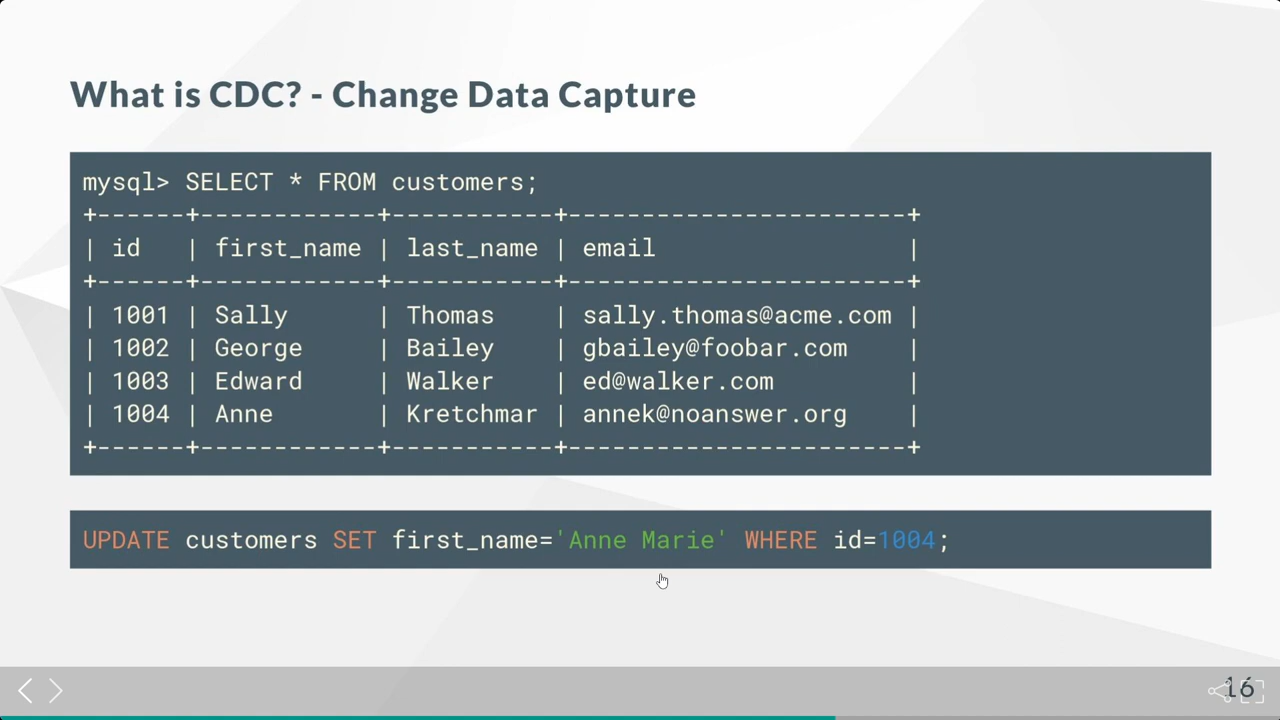 What is CDC? - Change Data Capture
mysql> SELECT * FROM customers;
+------+------------+-----------+-----------------------+
| id   | first_name | last_name | email                 |
+------+------------+-----------+-----------------------+
| 1001 | Sally      | Thomas    | sally.thomas@acme.com |
| 1002 | George     | Bailey    | gbailey@foobar.com    |
| 1003 | Edward     | Walker    | ed@walker.com         |
| 1004 | Anne       | Kretchmar | annek@noanswer.org    |
+------+------------+-----------+-----------------------+
UPDATE customers SET first_name='Anne Marie' WHERE id=1004;
16